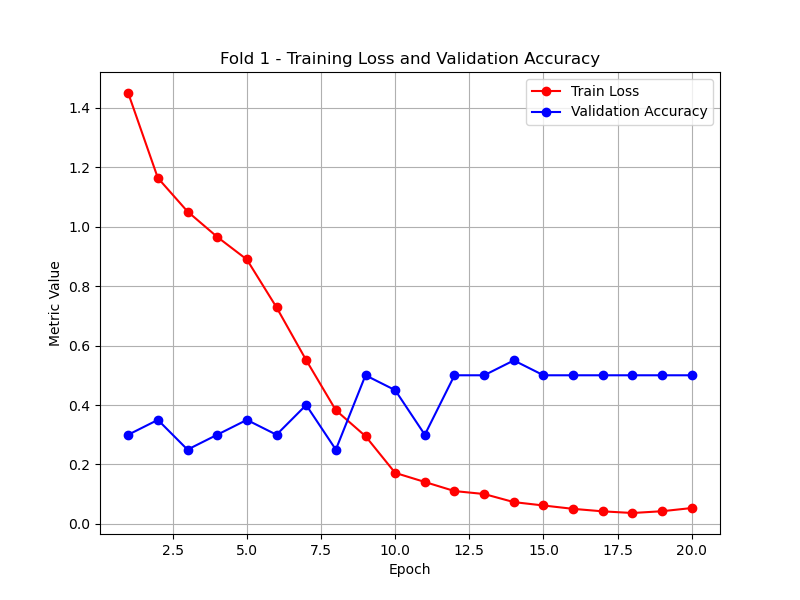 Fold 1 - Training Loss and Validation Accuracy
Train Loss
Validation Accuracy
Metric Value
1.4
1.2
1.0
0.8
0.6
0.4
0.2
0.0
2.5 5.0 7.5 10.0 12.5 15.0 17.5 20.0
Epoch